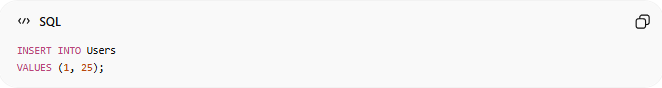 SQL
INSERT INTO Users
VALUES (1, 25);